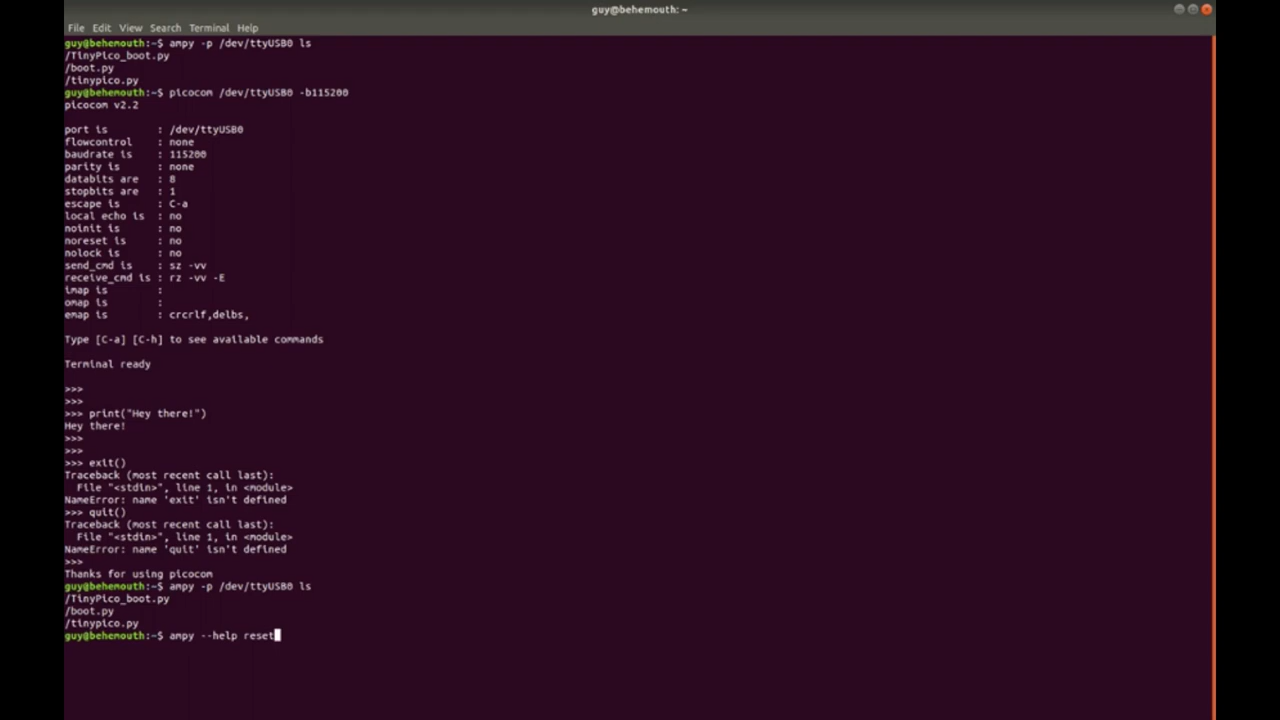 guy@behemouth: ~
File Edit View Search Terminal Help
guy@behemouth:~$ ampy -p /dev/ttyUSB0 ls
/TinyPico_boot.py
/boot.py
/tinypico.py
guy@behemouth:~$ picocom /dev/ttyUSB0 -b115200
picocom v2.2
port is        : /dev/ttyUSB0
flowcontrol    : none
baudrate is    : 115200
parity is      : none
databits are   : 8
stopbits are   : 1
escape is      : C-a
local echo is  : no
noinit is      : no
noreset is     : no
nolock is      : no
send_cmd is    : sz -vv
receive_cmd is : rz -vv -E
imap is        :
omap is        :
emap is        : crcrlf,delbs,
Type [C-a] [C-h] to see available commands
Terminal ready
>>>
>>>
>>> print("Hey there!")
Hey there!
>>>
>>>
>>> exit()
Traceback (most recent call last):
  File "<stdin>", line 1, in <module>
NameError: name 'exit' isn't defined
>>> quit()
Traceback (most recent call last):
  File "<stdin>", line 1, in <module>
NameError: name 'quit' isn't defined
>>>
Thanks for using picocom
guy@behemouth:~$ ampy -p /dev/ttyUSB0 ls
/TinyPico_boot.py
/boot.py
/tinypico.py
guy@behemouth:~$ ampy --help reset